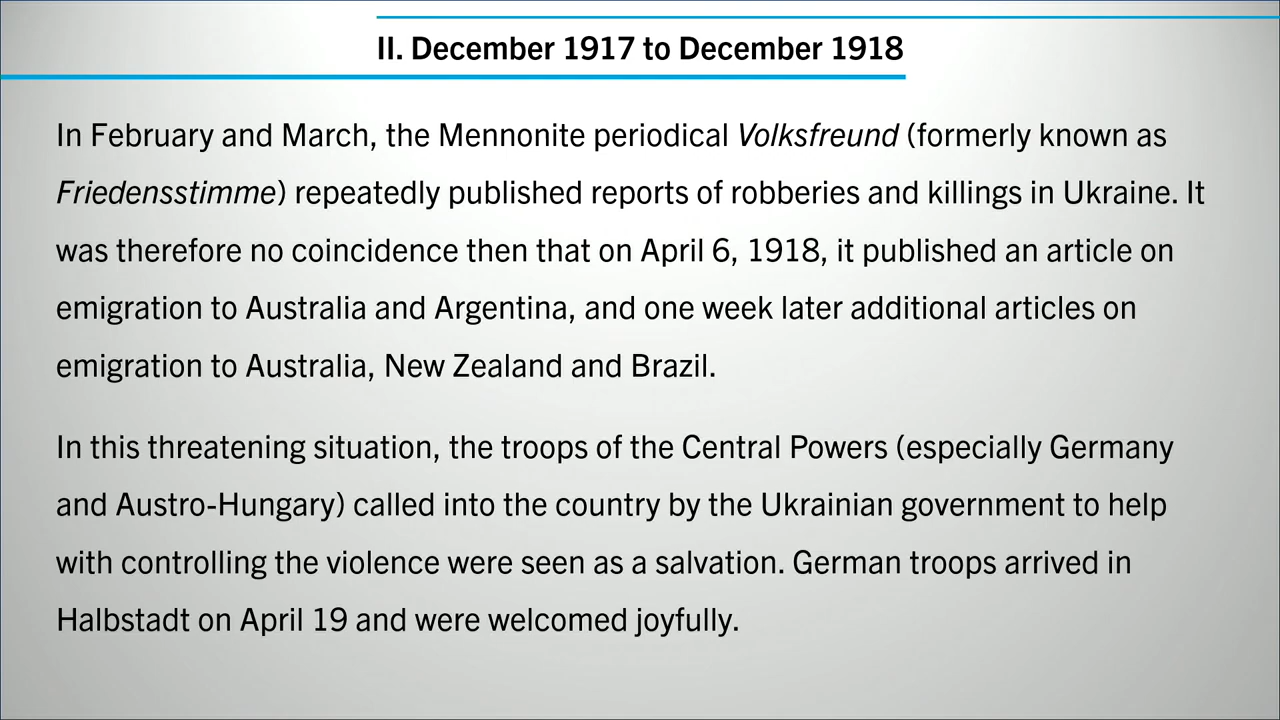 II. December 1917 to December 1918
In February and March, the Mennonite periodical Volksfreund (formerly known as
Friedensstimme) repeatedly published reports of robberies and killings in Ukraine. It
was therefore no coincidence then that on April 6, 1918, it published an article on
emigration to Australia and Argentina, and one week later additional articles on
emigration to Australia, New Zealand and Brazil.
In this threatening situation, the troops of the Central Powers (especially Germany
and Austro-Hungary) called into the country by the Ukrainian government to help
with controlling the violence were seen as a salvation. German troops arrived in
Halbstadt on April 19 and were welcomed joyfully.